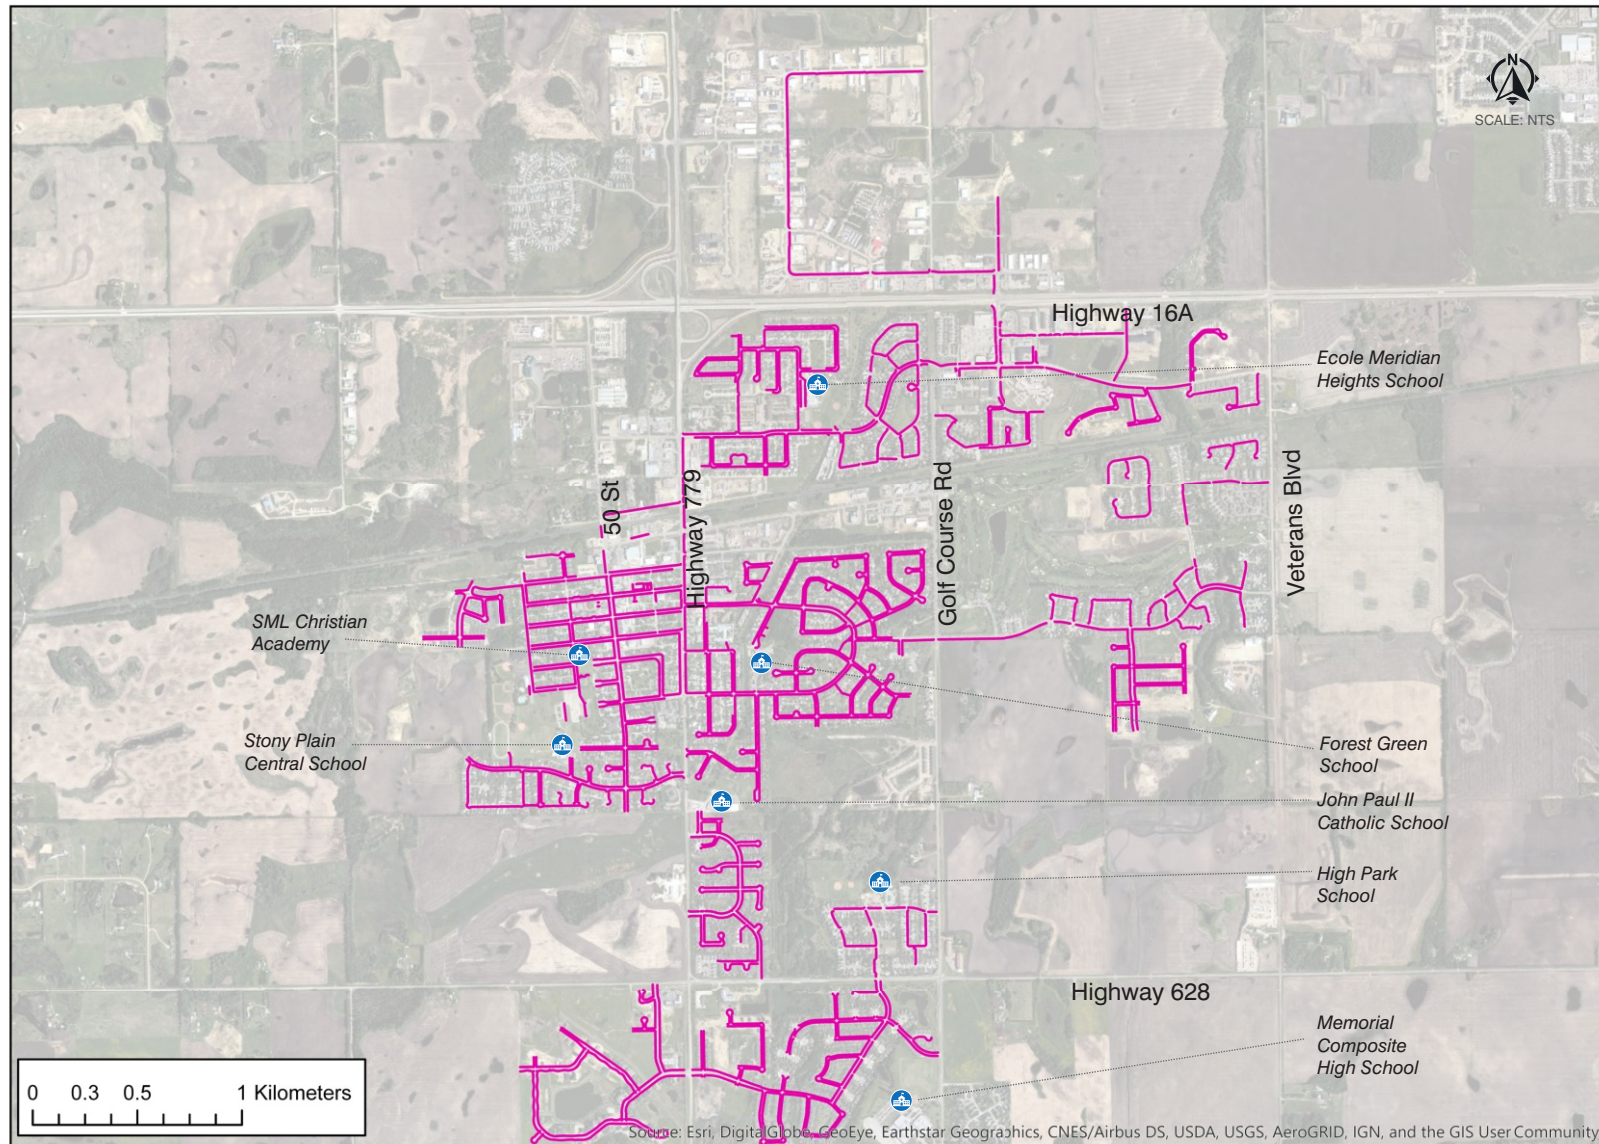 N
SCALE: NTS
Highway 16A
Ecole Meridian
Heights School
50 St
Highway 779
Golf Course Rd
Veterans Blvd
SML Christian
Academy
Stony Plain
Central School
Forest Green
School
John Paul II
Catholic School
High Park
School
Highway 628
Memorial
Composite
High School
0 0.3 0.5 1 Kilometers
Source: Esri, DigitalGlobe, GeoEye, Earthstar Geographics, CNES/Airbus DS, USDA, USGS, AeroGRID, IGN, and the GIS User Community